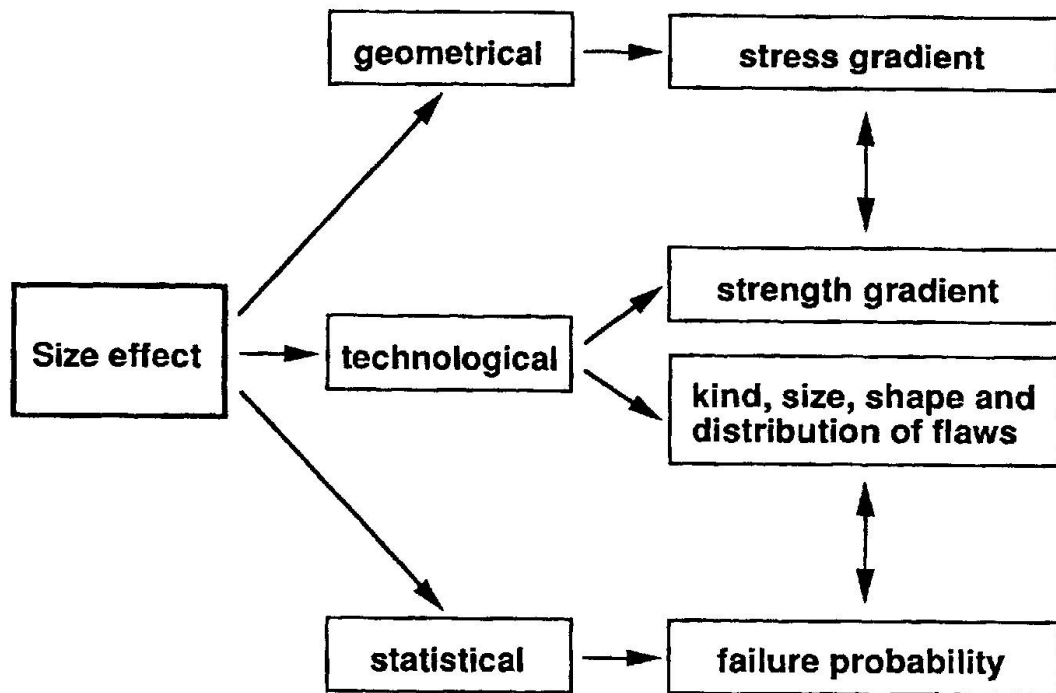 geometrical
stress gradient
strength gradient
Size effect
technological
kind, size, shape and
distribution of flaws
statistical
failure probability